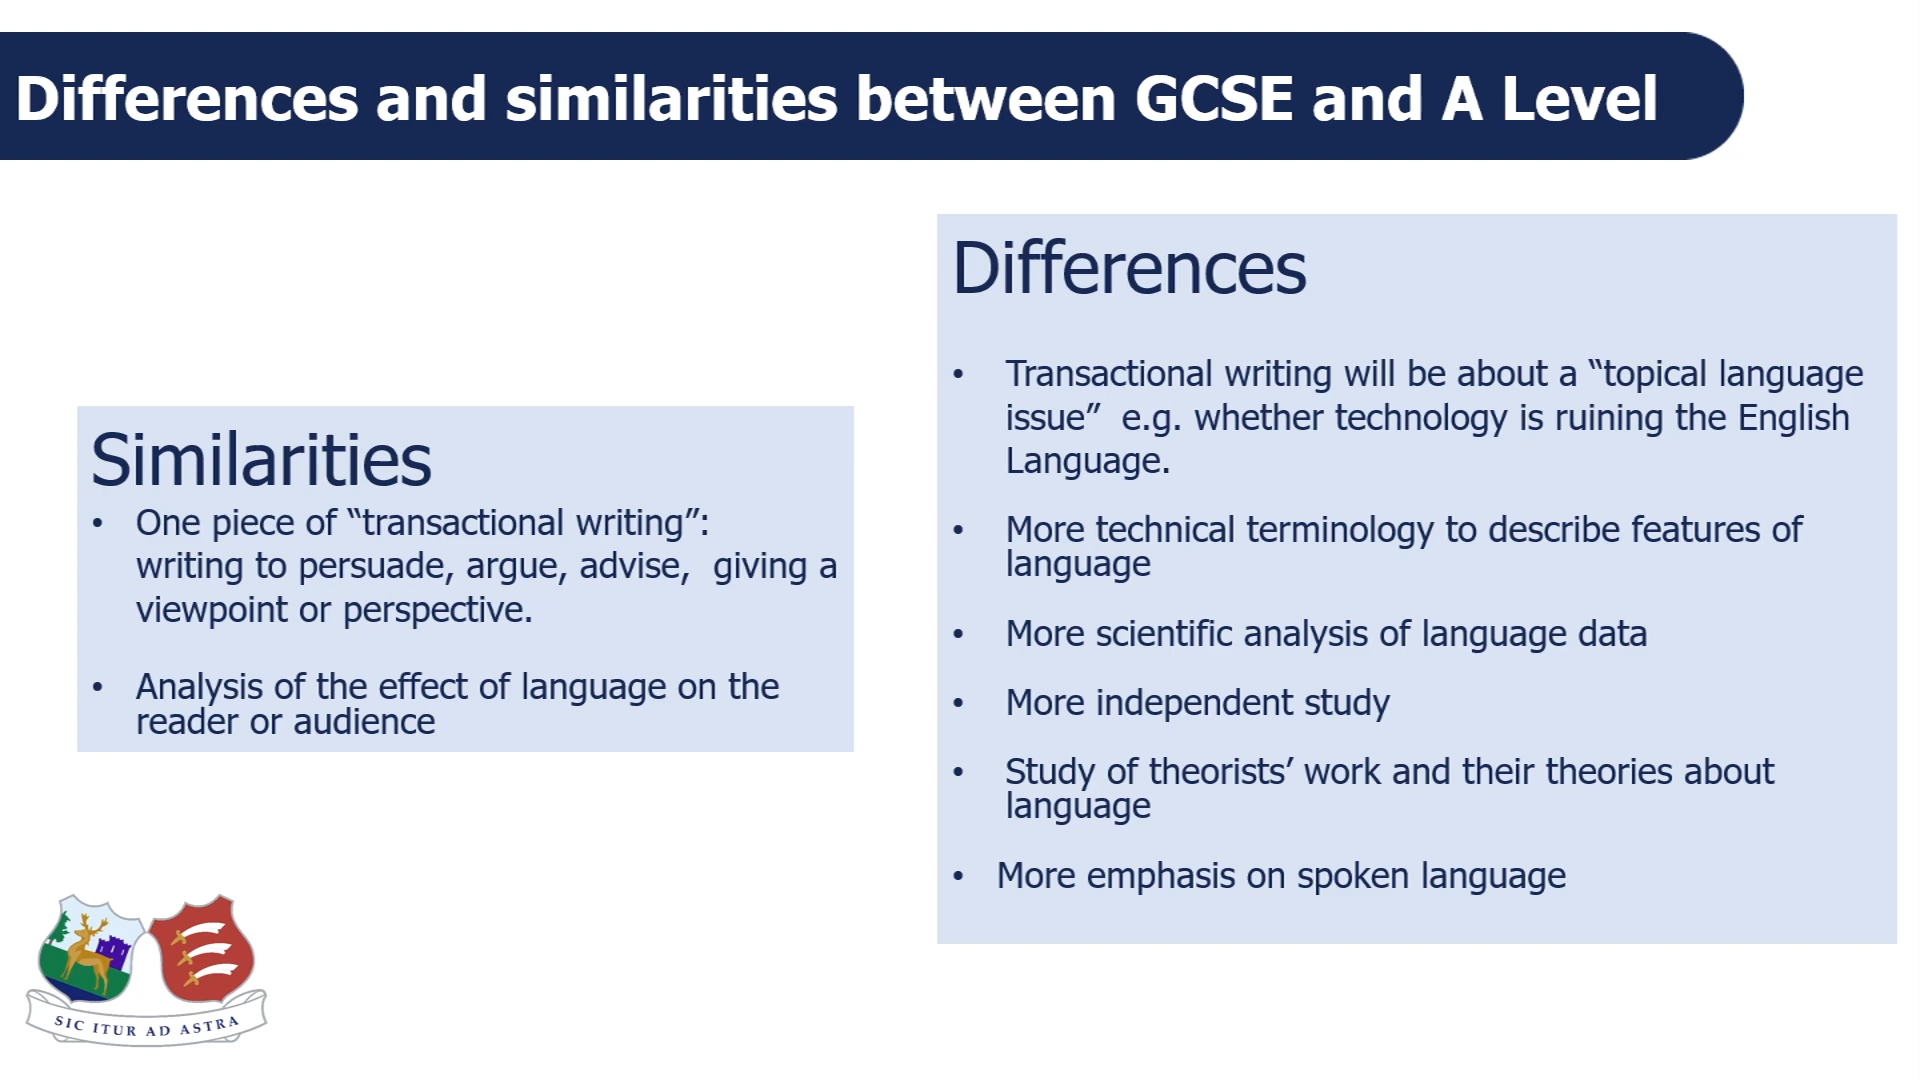 Differences and similarities between GCSE and A Level
Similarities
• One piece of “transactional writing”:
writing to persuade, argue, advise,  giving a
viewpoint or perspective.
• Analysis of the effect of language on the
reader or audience
Differences
• Transactional writing will be about a “topical language
issue”  e.g. whether technology is ruining the English
Language.
• More technical terminology to describe features of
language
• More scientific analysis of language data
• More independent study
• Study of theorists’ work and their theories about
language
• More emphasis on spoken language
SIC ITUR AD ASTRA